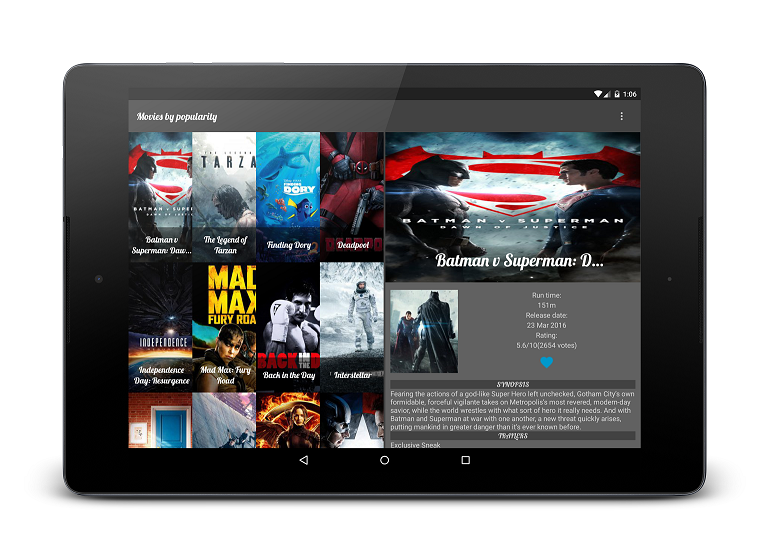 1:06
Movies by popularity
BATMAN V SUPE
DAWN OF JUSTIC
Batman v
Superman: Daw...
TARZA
The Legend of
Tarzan
FINDING
DORY
Finding Dory
DEADPOOL
Deadpool
INDEPENDENCE
Independence
Day: Resurgence
MAD
MAX
FURY ROA
Mad Max: Fury
Road
BACK IN THE D
Back in the Day
Interstellar
BATMAN V SUPERMAN
DAWN OF JUSTICE
Batman v Superman: D...
Run time:
151m
Release date:
23 Mar 2016
Rating:
5.6/10(2654 votes)
SYNOPSIS
Fearing the actions of a god-like Super Hero left unchecked, Gotham City's own
formidable, forceful vigilante takes on Metropolis's most revered, modern-day
savior, while the world wrestles with what sort of hero it really needs. And with
Batman and Superman at war with one another, a new threat quickly arises,
putting mankind in greater danger than it's ever known before.
TRAILERS
Exclusive Sneak